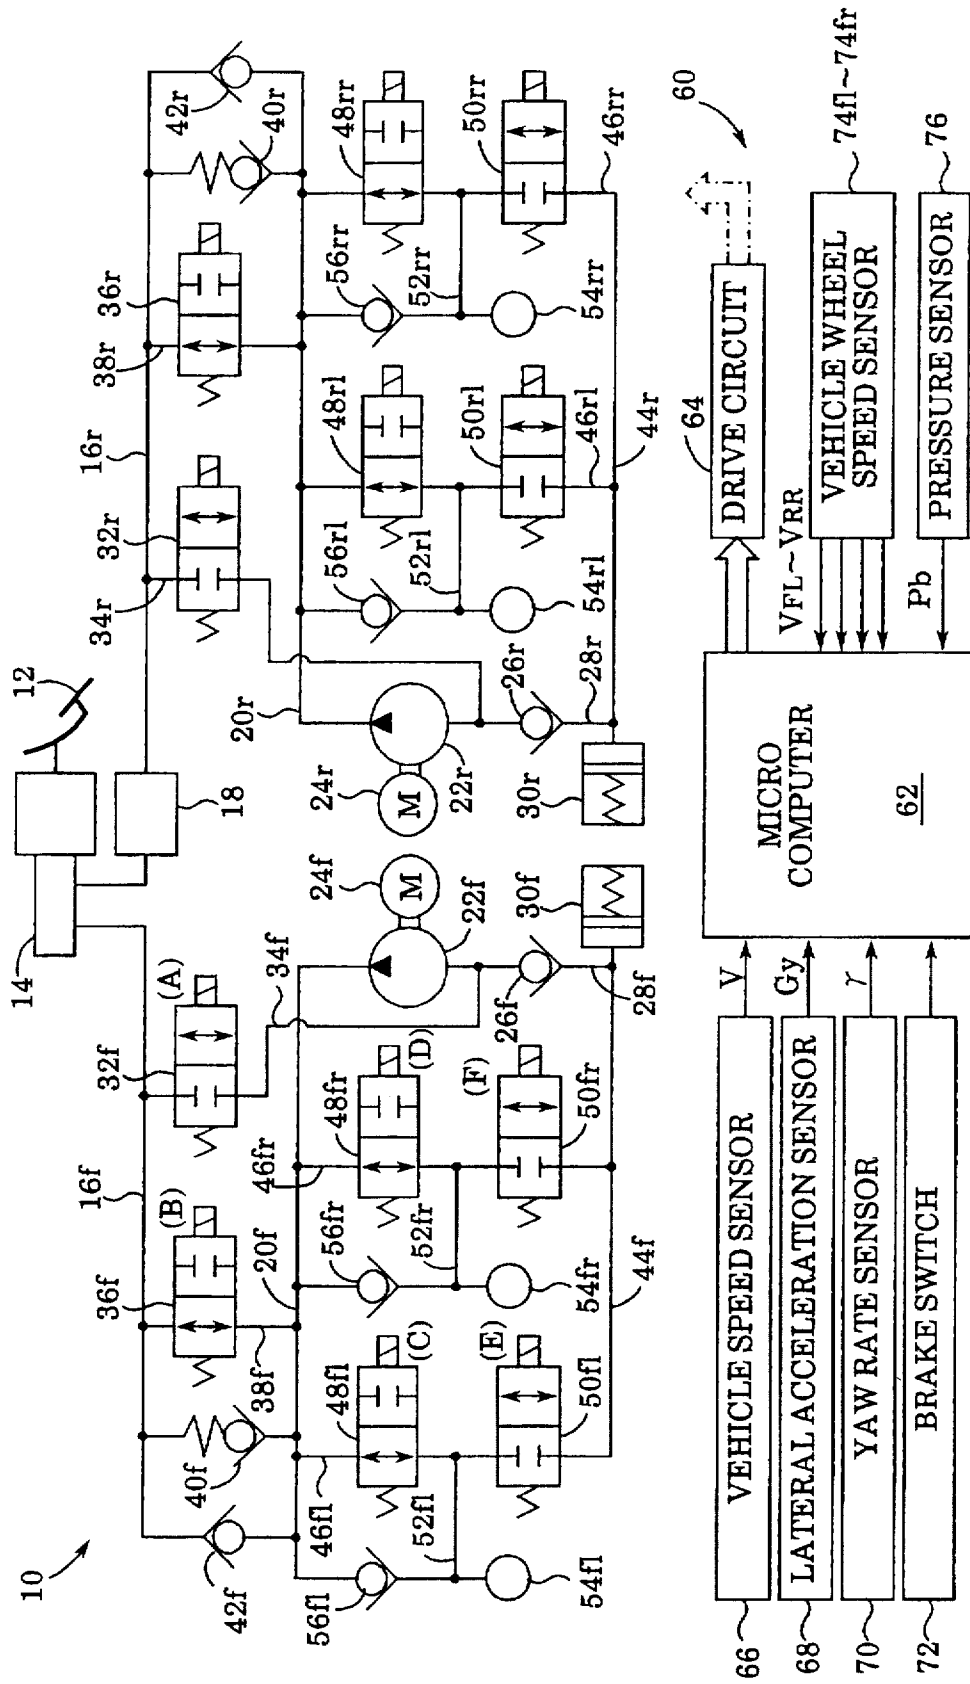 10
12
14
18
16f
16r
42f
40f
36f
(B)
38f
32f
(A)
34f
20f
24f
M
22f
26f
28f
30f
46fl
48fl
(C)
46fr
48fr
(D)
56fl
56fr
52fl
52fr
54fl
54fr
(E)
50fl
(F)
50fr
44f
34r
32r
38r
36r
40r
42r
20r
24r
M
22r
26r
28r
30r
56rl
48rl
52rl
50rl
54rl
46rl
56rr
48rr
52rr
50rr
54rr
46rr
44r
60
64
DRIVE CIRCUIT
VEHICLE WHEEL
SPEED SENSOR
74fl~74fr
PRESSURE SENSOR
76
VFL~VRR
Pb
MICRO
COMPUTER
62
V
Gy
γ
66
VEHICLE SPEED SENSOR
68
LATERAL ACCELERATION SENSOR
70
YAW RATE SENSOR
72
BRAKE SWITCH